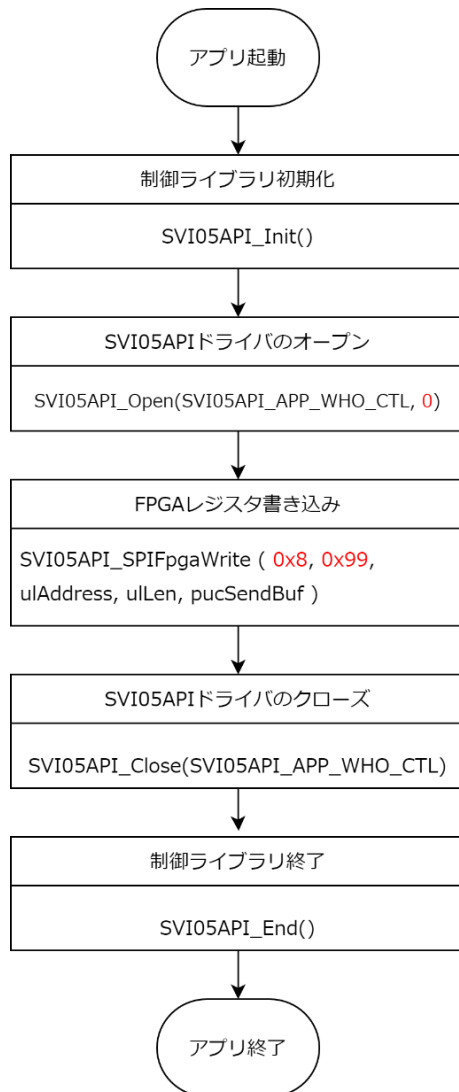 アプリ起動
制御ライブラリ初期化
SVI05API_Init()
SVI05APIドライバのオープン
SVI05API_Open(SVI05API_APP_WHO_CTL, 0)
FPGAレジスタ書き込み
SVI05API_SPIFpgaWrite ( 0x8, 0x99,
ulAddress, ulLen, pucSendBuf )
SVI05APIドライバのクローズ
SVI05API_Close(SVI05API_APP_WHO_CTL)
制御ライブラリ終了
SVI05API_End()
アプリ終了